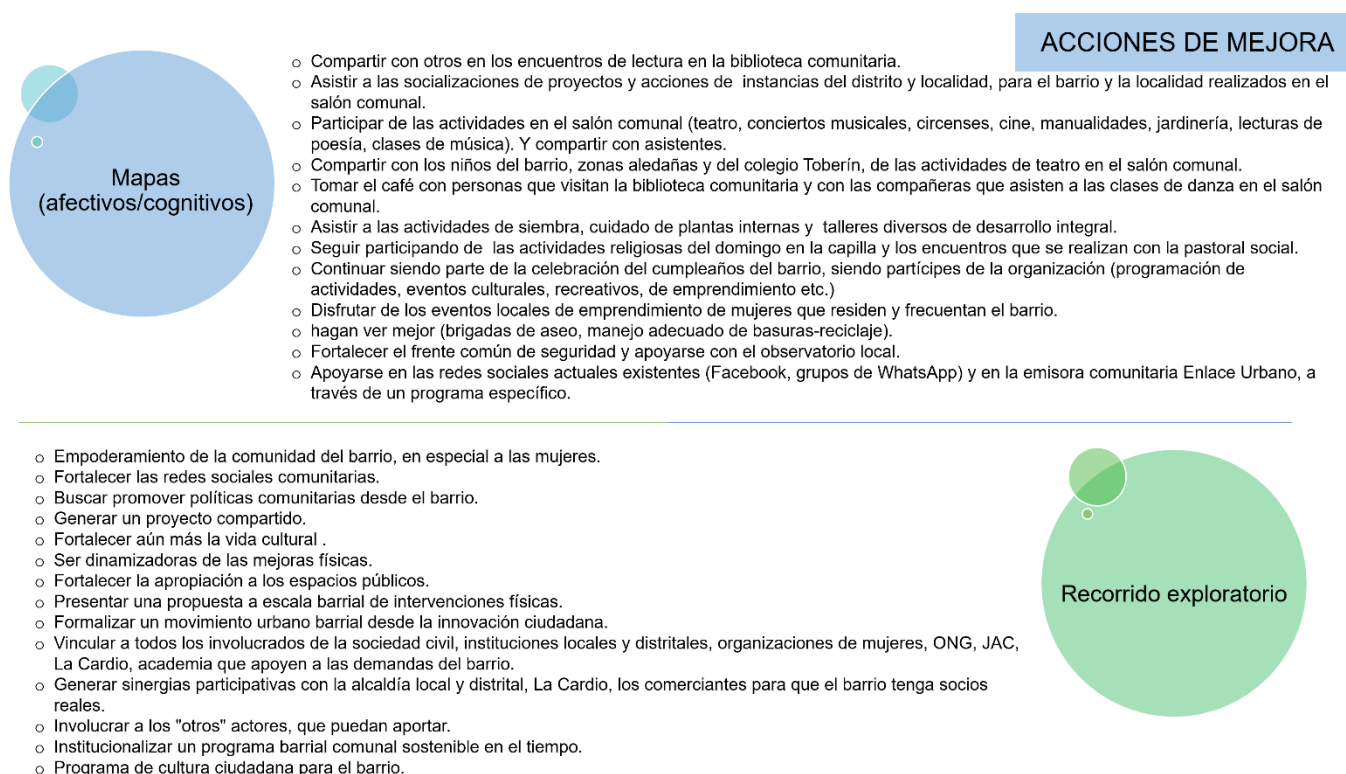 ACCIONES DE MEJORA
Mapas
(afectivos/cognitivos)
o Compartir con otros en los encuentros de lectura en la biblioteca comunitaria.
o Asistir a las socializaciones de proyectos y acciones de instancias del distrito y localidad, para el barrio y la localidad realizados en el
salón comunal.
o Participar de las actividades en el salón comunal (teatro, conciertos musicales, circenses, cine, manualidades, jardinería, lecturas de
poesía, clases de música). Y compartir con asistentes.
o Compartir con los niños del barrio, zonas aledañas y del colegio Toberín, de las actividades de teatro en el salón comunal.
o Tomar el café con personas que visitan la biblioteca comunitaria y con las compañeras que asisten a las clases de danza en el salón
comunal.
o Asistir a las actividades de siembra, cuidado de plantas internas y talleres diversos de desarrollo integral.
o Seguir participando de las actividades religiosas del domingo en la capilla y los encuentros que se realizan con la pastoral social.
o Continuar siendo parte de la celebración del cumpleaños del barrio, siendo partícipes de la organización (programación de
actividades, eventos culturales, recreativos, de emprendimiento etc.)
o Disfrutar de los eventos locales de emprendimiento de mujeres que residen y frecuentan el barrio.
o hagan ver mejor (brigadas de aseo, manejo adecuado de basuras-reciclaje).
o Fortalecer el frente común de seguridad y apoyarse con el observatorio local.
o Apoyarse en las redes sociales actuales existentes (Facebook, grupos de WhatsApp) y en la emisora comunitaria Enlace Urbano, a
través de un programa específico.
o Empoderamiento de la comunidad del barrio, en especial a las mujeres.
o Fortalecer las redes sociales comunitarias.
o Buscar promover políticas comunitarias desde el barrio.
o Generar un proyecto compartido.
o Fortalecer aún más la vida cultural .
o Ser dinamizadoras de las mejoras físicas.
o Fortalecer la apropiación a los espacios públicos.
o Presentar una propuesta a escala barrial de intervenciones físicas.
o Formalizar un movimiento urbano barrial desde la innovación ciudadana.
o Vincular a todos los involucrados de la sociedad civil, instituciones locales y distritales, organizaciones de mujeres, ONG, JAC,
La Cardio, academia que apoyen a las demandas del barrio.
o Generar sinergias participativas con la alcaldía local y distrital, La Cardio, los comerciantes para que el barrio tenga socios
reales.
o Involucrar a los "otros" actores, que puedan aportar.
o Institucionalizar un programa barrial comunal sostenible en el tiempo.
o Programa de cultura ciudadana para el barrio.
Recorrido exploratorio